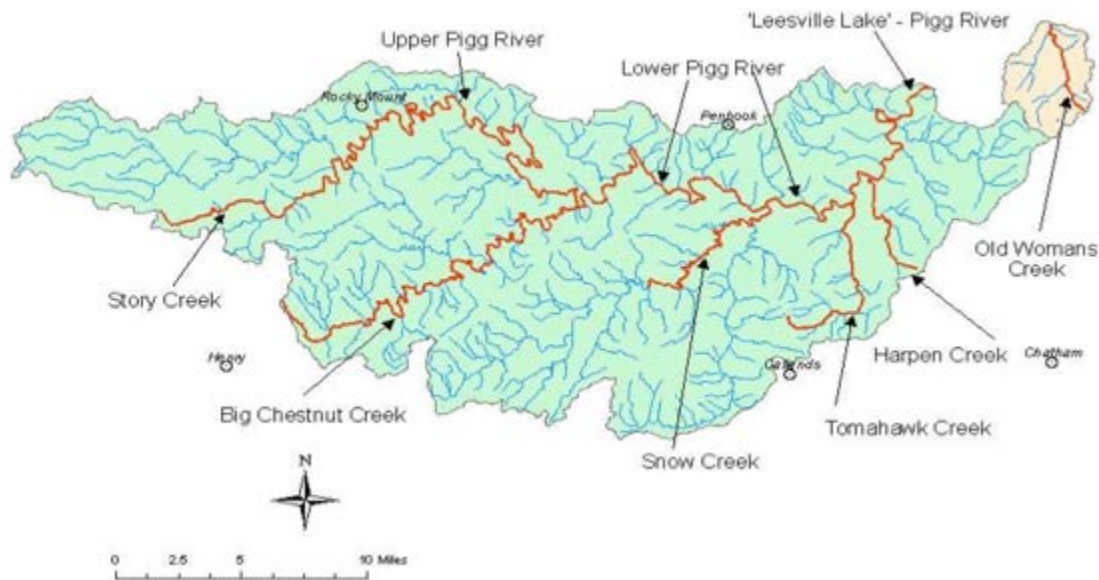 'Leesville Lake' - Pigg River
Upper Pigg River
Lower Pigg River
Rocky Mount
Penhook
Old Womans
Creek
Story Creek
Harpen Creek
Chatham
Henry
Big Chestnut Creek
Tomahawk Creek
Snow Creek
N
0 2.5 5 10 Miles